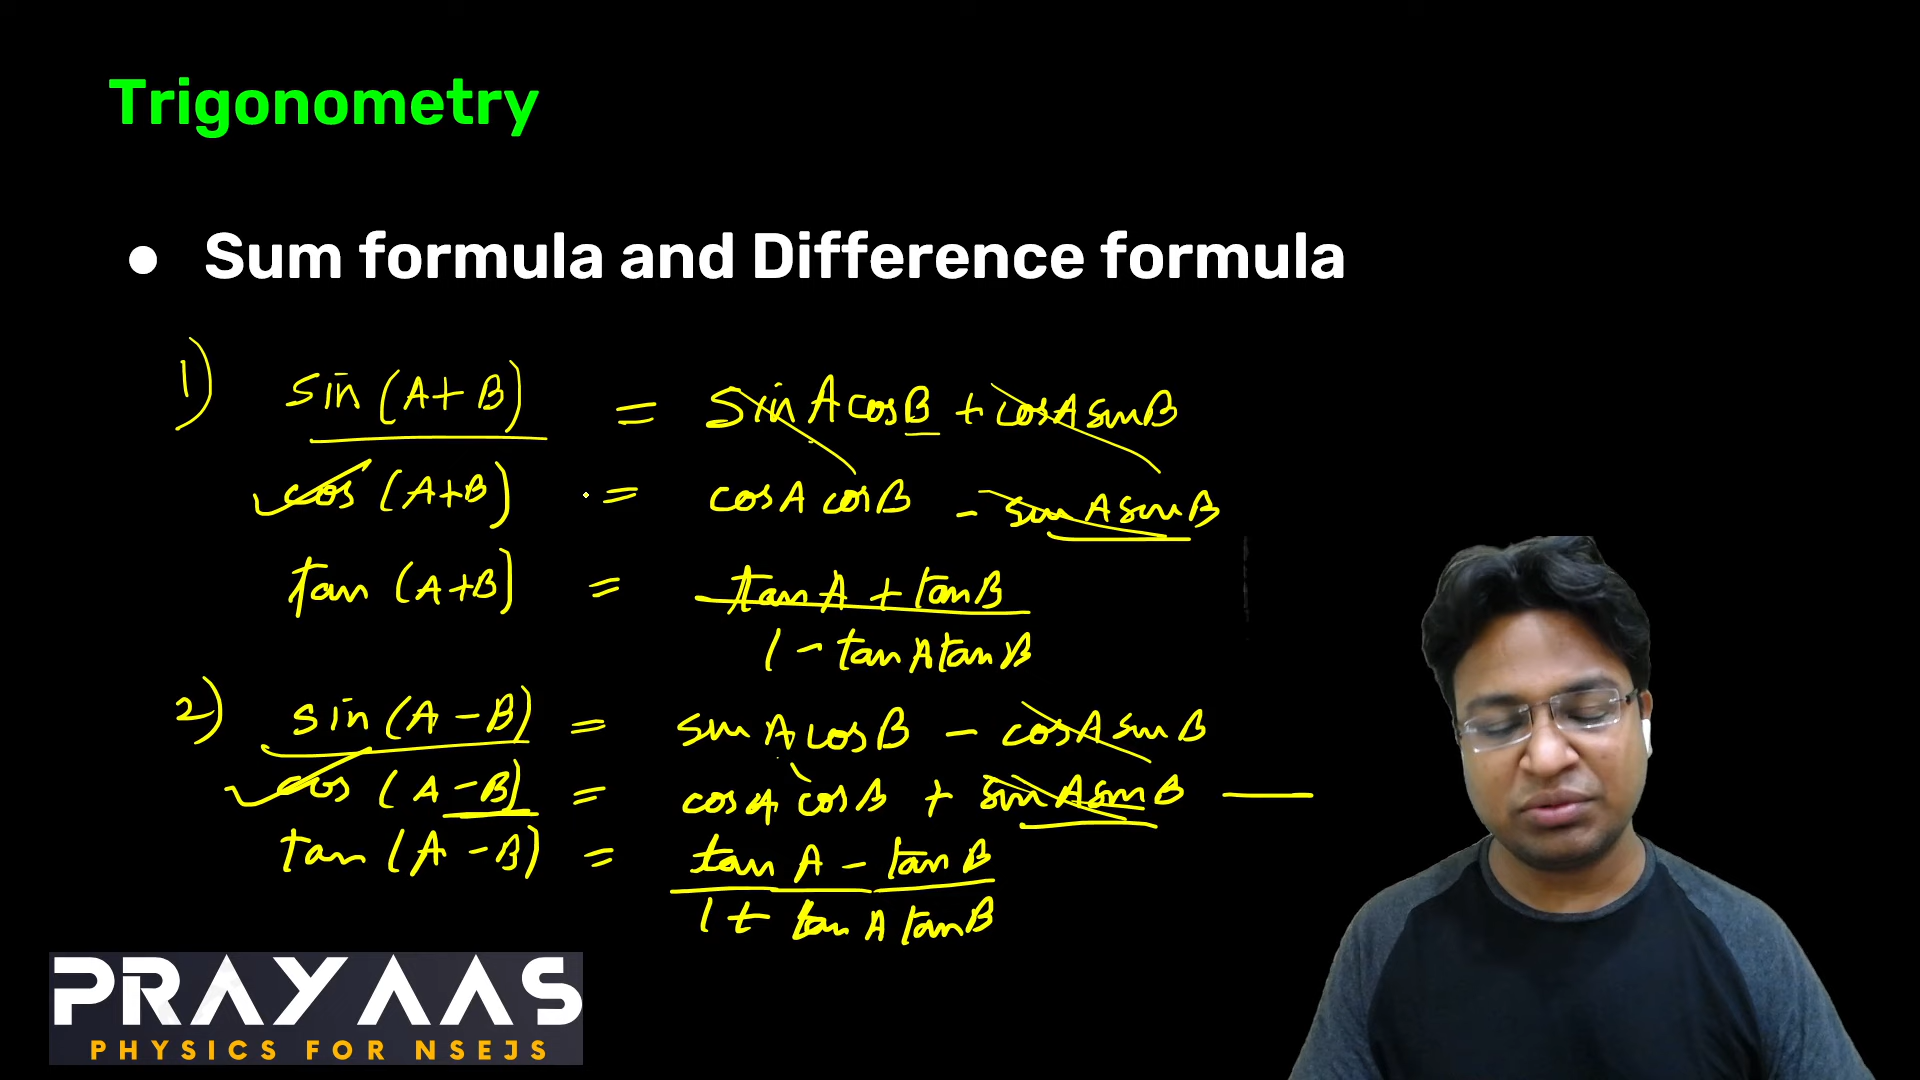 Trigonometry
● Sum formula and Difference formula
1) sin (A+B) = sin A cos B + cos A sin B
cos (A+B) = cos A cos B - sin A sin B
tan (A+B) = tan A + tan B
1 - tan A tan B
2) sin (A - B) = sin A cos B - cos A sin B
cos (A - B) = cos A cos B + sin A sin B
tan (A - B) = tan A - tan B
1 + tan A tan B
PRAYAAS
PHYSICS FOR NSEJS